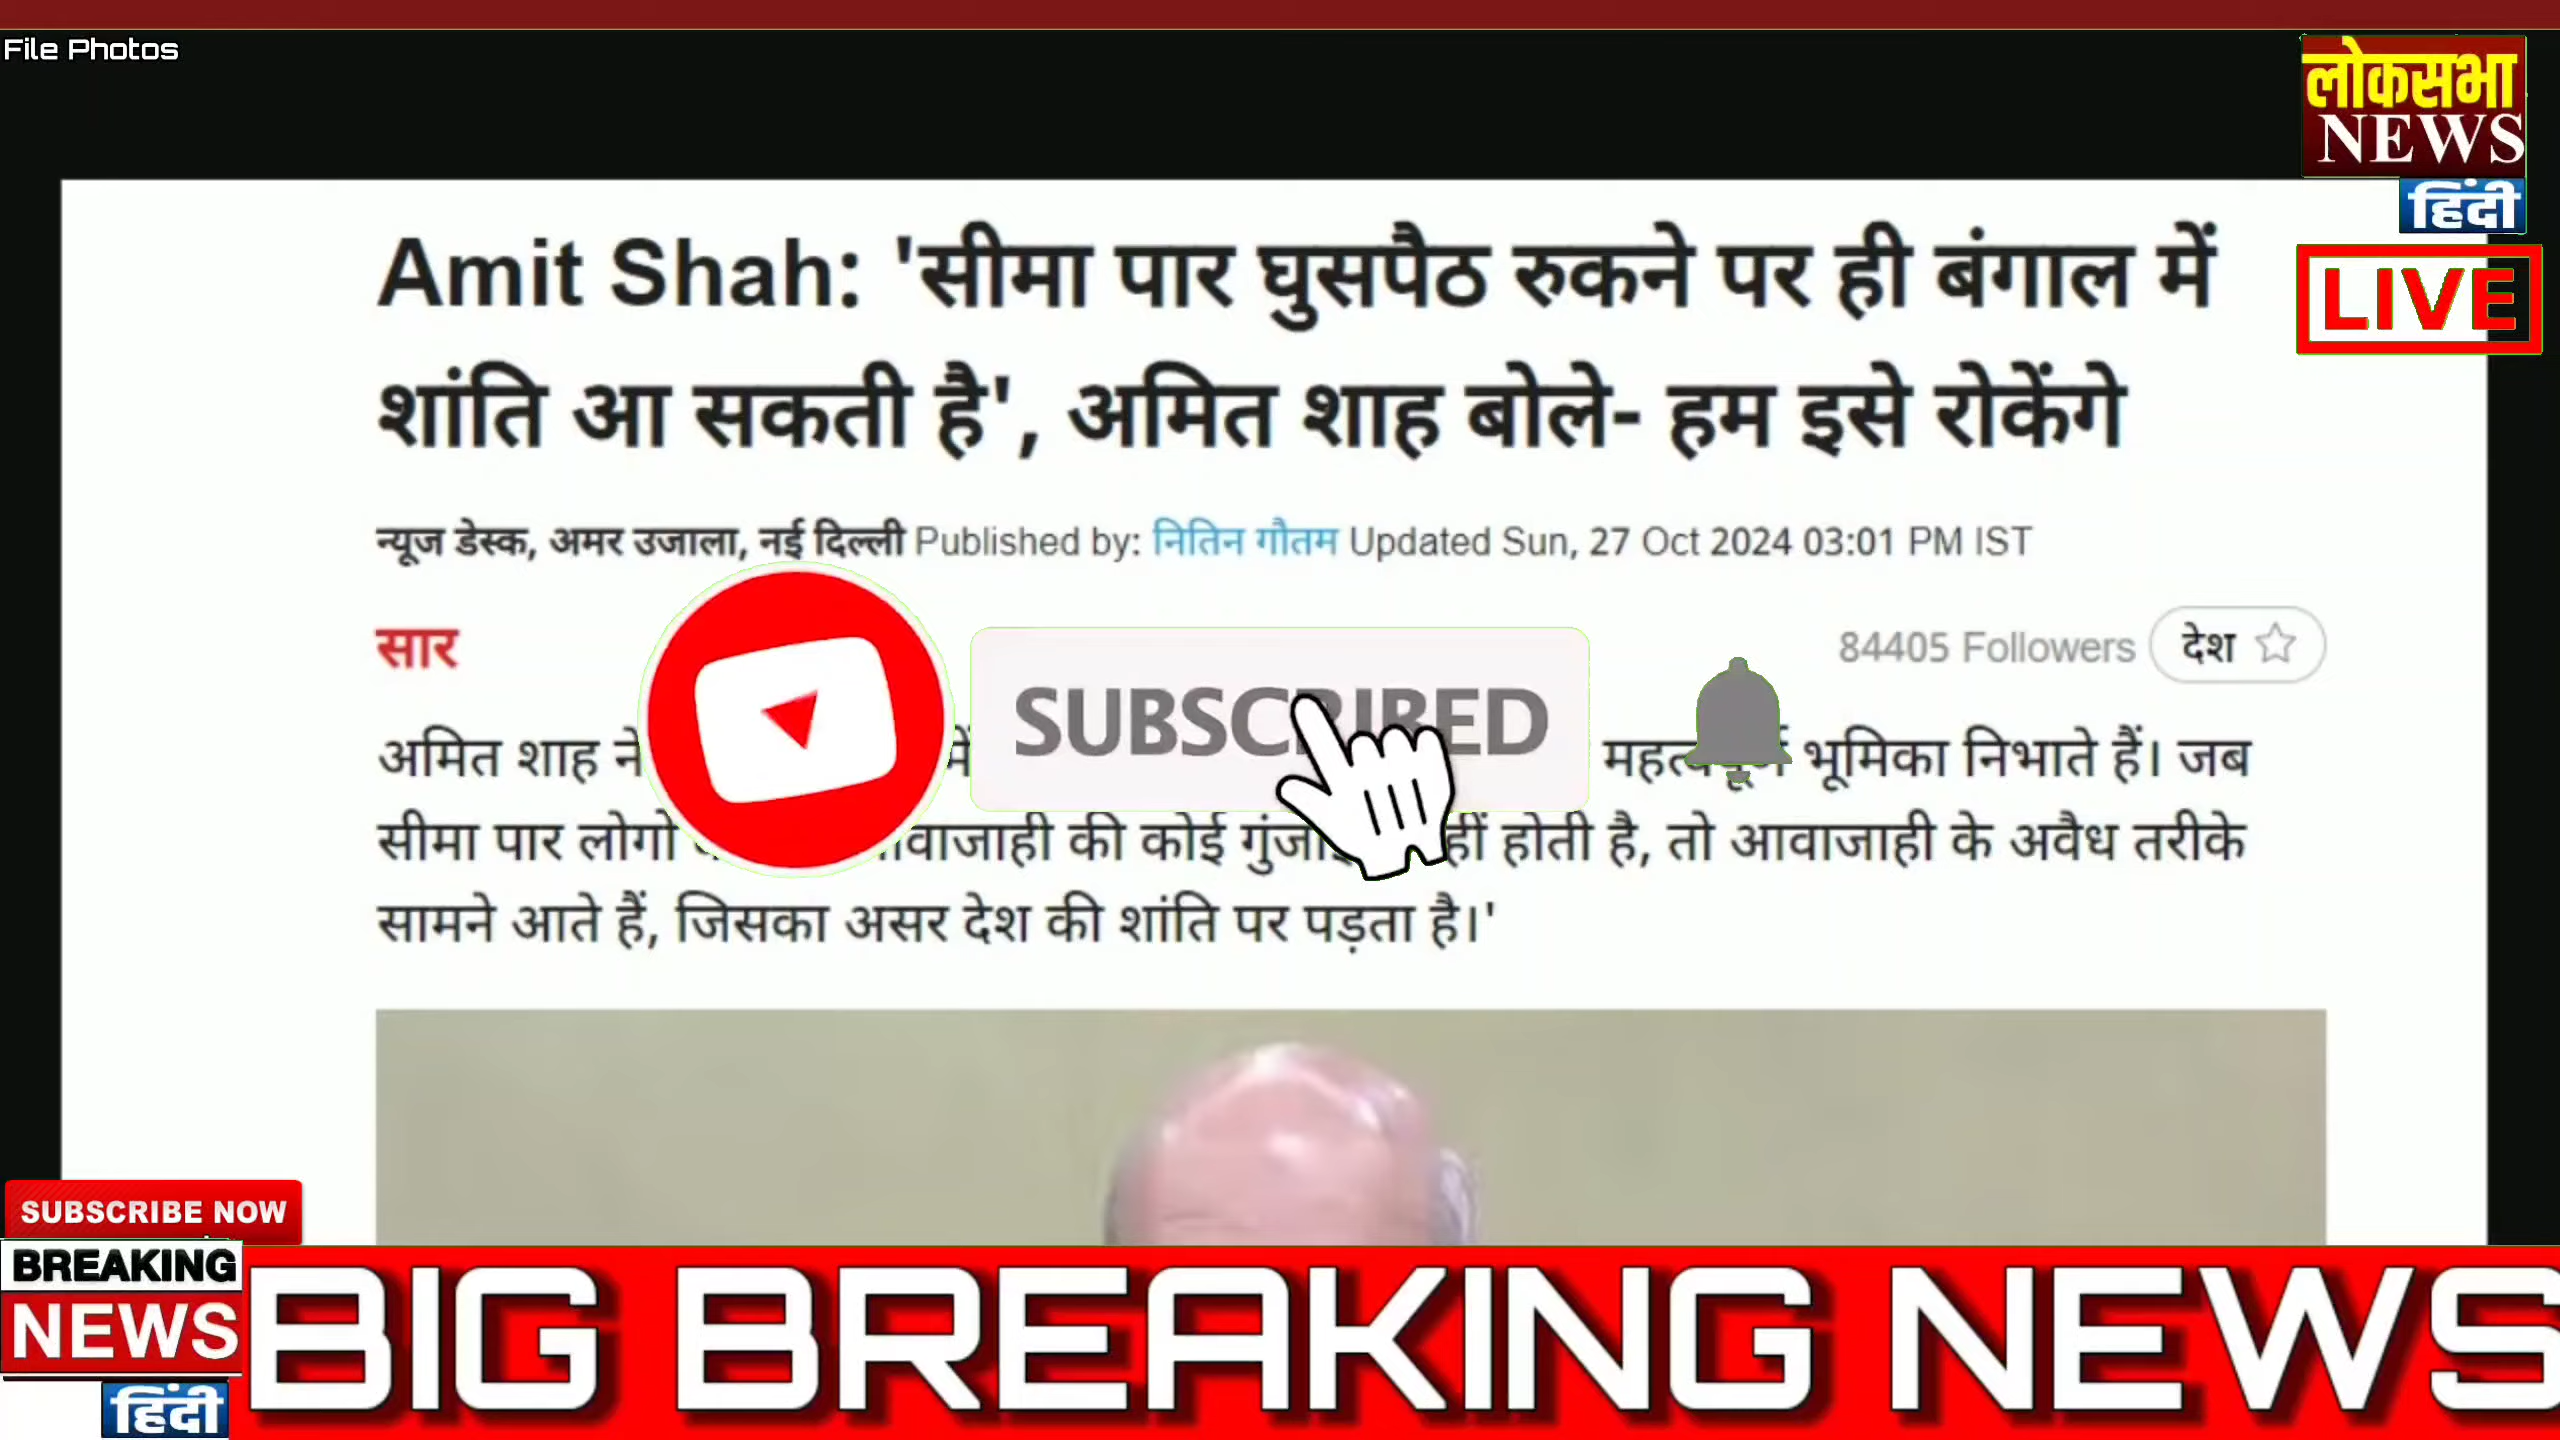 File Photos
लोकसभा
NEWS
हिंदी
LIVE
Amit Shah: 'सीमा पार घुसपैठ रुकने पर ही बंगाल में
शांति आ सकती है', अमित शाह बोले- हम इसे रोकेंगे
न्यूज डेस्क, अमर उजाला, नई दिल्ली Published by: नितिन गौतम Updated Sun, 27 Oct 2024 03:01 PM IST
सार
84405 Followers देश
SUBSCRIBED
अमित शाह ने में महत्वपूर्ण भूमिका निभाते हैं। जब
सीमा पार लोगों की कोई होती है, तो आवाजाही के अवैध तरीके
सामने आते हैं, जिसका असर देश की शांति पर पड़ता है।'
SUBSCRIBE NOW
BREAKING
NEWS
हिंदी
BIG BREAKING NEWS